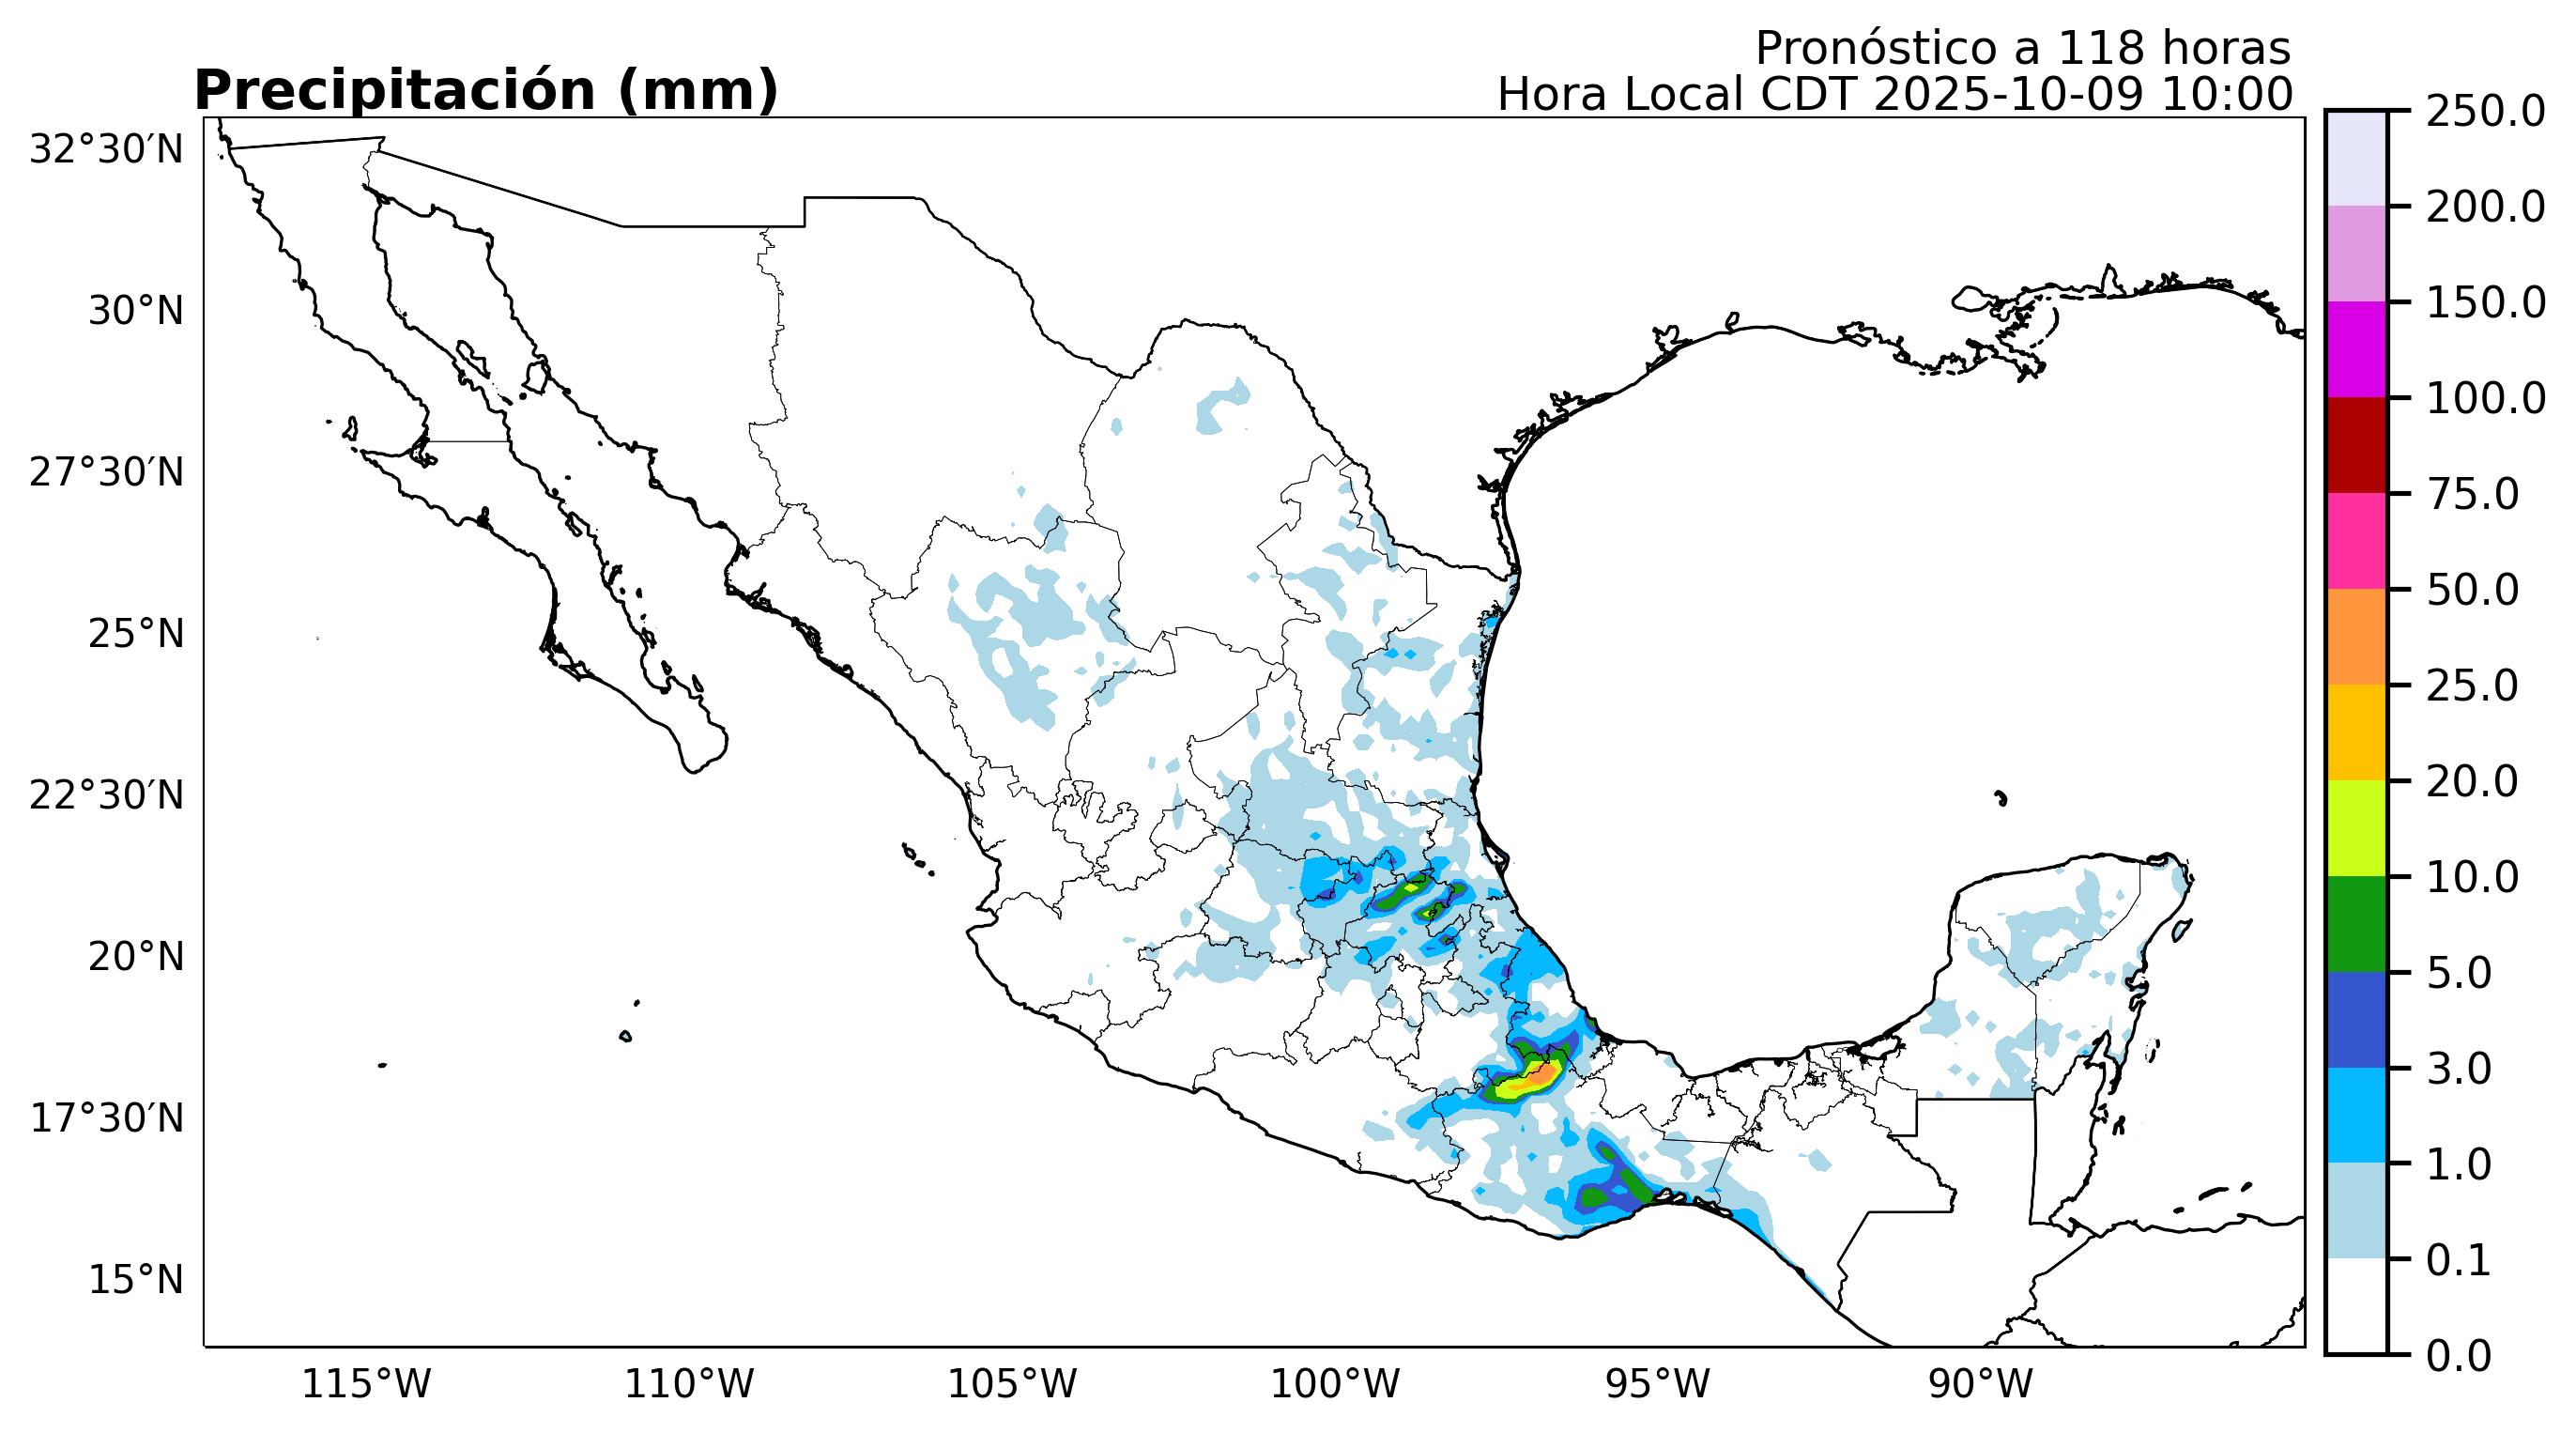 Pronóstico a 118 horas
Precipitación (mm)
Hora Local CDT 2025-10-09 10:00
32°30′N
30°N
27°30′N
25°N
22°30′N
20°N
17°30′N
15°N
115°W
110°W
105°W
100°W
95°W
90°W
250.0
200.0
150.0
100.0
75.0
50.0
25.0
20.0
10.0
5.0
3.0
1.0
0.1
0.0